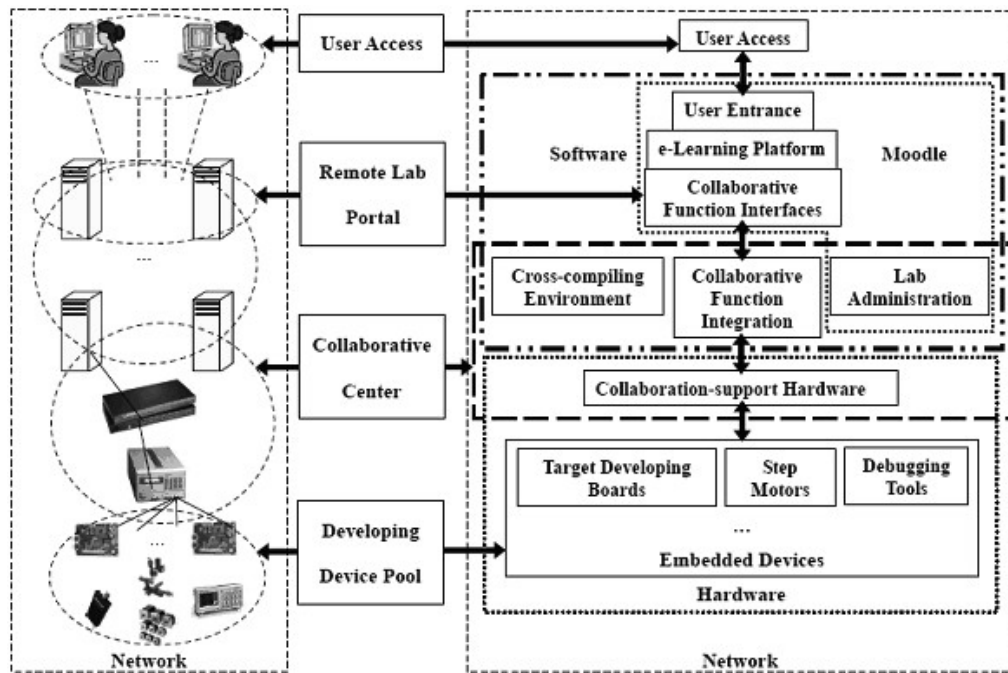 User Access
User Access
User Entrance
Software
e-Learning Platform
Moodle
Remote Lab
Portal
Collaborative
Function Interfaces
...
...
Cross-compiling
Environment
Collaborative
Function
Integration
Lab
Administration
Collaborative
Center
Collaboration-support Hardware
Target Developing
Boards
Step
Motors
Debugging
Tools
...
...
Developing
Device Pool
Embedded Devices
Hardware
Network
Network